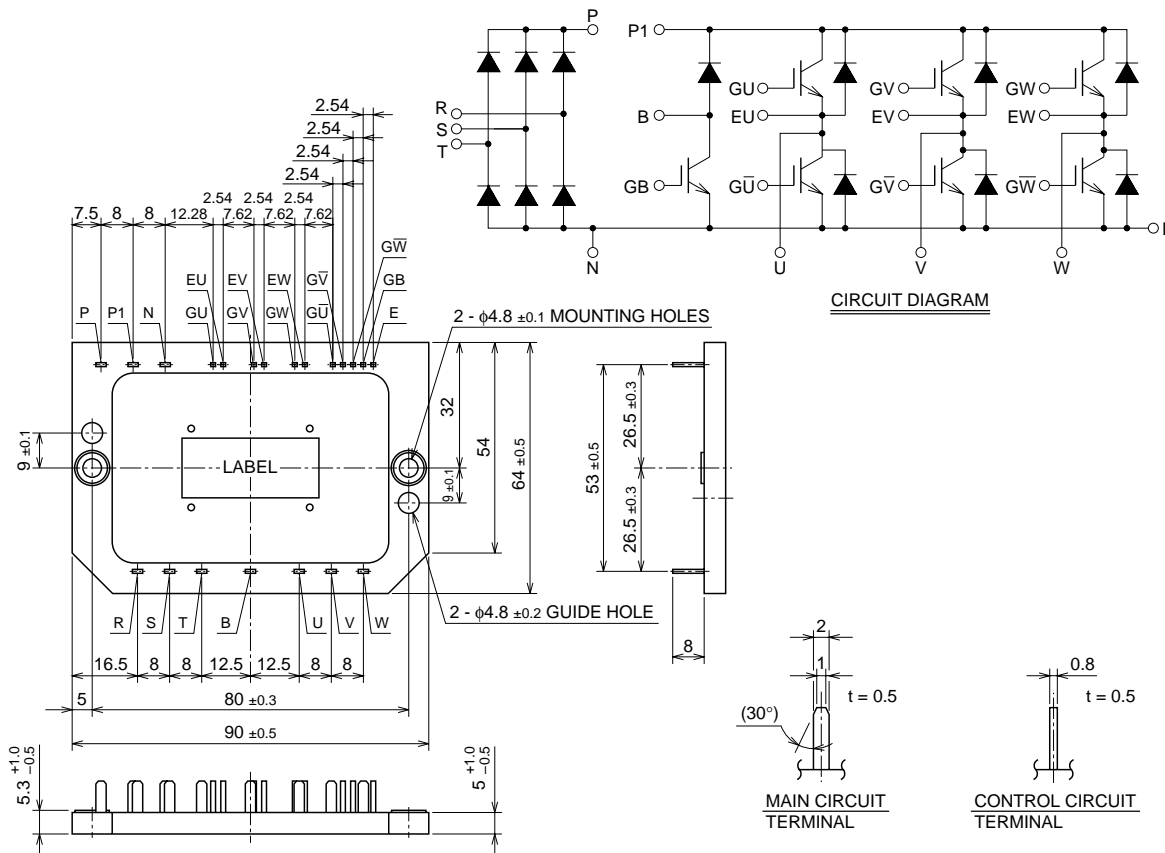 P
R
S
T
N
P1
B
GB
GU
EU
GU̅
U
GV
EV
GV̅
V
GW
EW
GW̅
W
CIRCUIT DIAGRAM
2.54
2.54
2.54
2.54
2.54 2.54 2.54
7.5 8 8 12.28 7.62 7.62 7.62
GW̅
EU EV EW GV̅ GB
P P1 N GU GV GW GU̅ E
2 - ϕ4.8 ±0.1 MOUNTING HOLES
LABEL
9 ±0.1
9 ±0.1
32
54
64 ±0.5
R S T B U V W
2 - ϕ4.8 ±0.2 GUIDE HOLE
16.5 8 8 12.5 12.5 8 8
5 80 ±0.3
90 ±0.5
53 ±0.5
26.5 ±0.3
26.5 ±0.3
8
5.3 +1.0 −0.5
5 +1.0 −0.5
2
1
t = 0.5
(30°)
MAIN CIRCUIT
TERMINAL
0.8
t = 0.5
CONTROL CIRCUIT
TERMINAL